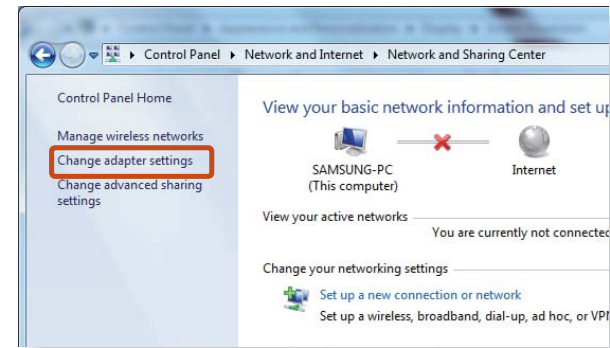 Control Panel ▸ Network and Internet ▸ Network and Sharing Center
Control Panel Home
Manage wireless networks
Change adapter settings
Change advanced sharing
settings
View your basic network information and set up
SAMSUNG-PC
(This computer)
Internet
View your active networks
You are currently not connected
Change your networking settings
Set up a new connection or network
Set up a wireless, broadband, dial-up, ad hoc, or VPN